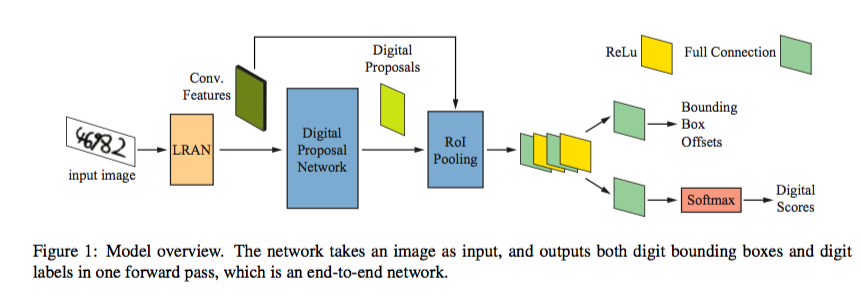 Digital
Proposals
ReLu
Full Connection
Conv.
Features
46782
input image
LRAN
Digital
Proposal
Network
RoI
Pooling
Bounding
Box
Offsets
Softmax
Digital
Scores
Figure 1: Model overview. The network takes an image as input, and outputs both digit bounding boxes and digit
labels in one forward pass, which is an end-to-end network.